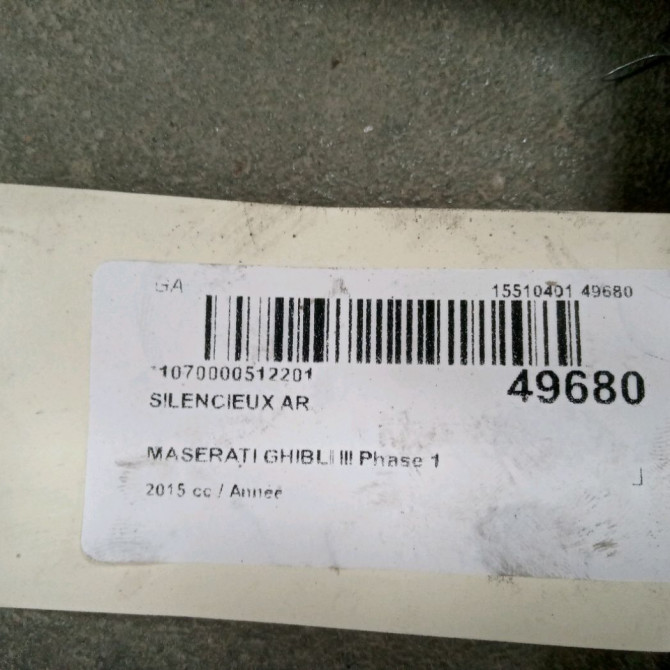 GA 15510401 49680
*1070000512201 49680
SILENCIEUX AR
MASERATI GHIBLI III Phase 1
2015 cc / Année